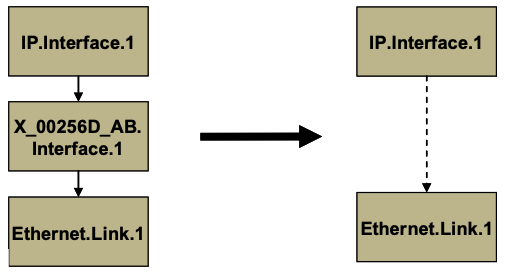 IP.Interface.1
X_00256D_AB.
Interface.1
Ethernet.Link.1
IP.Interface.1
Ethernet.Link.1